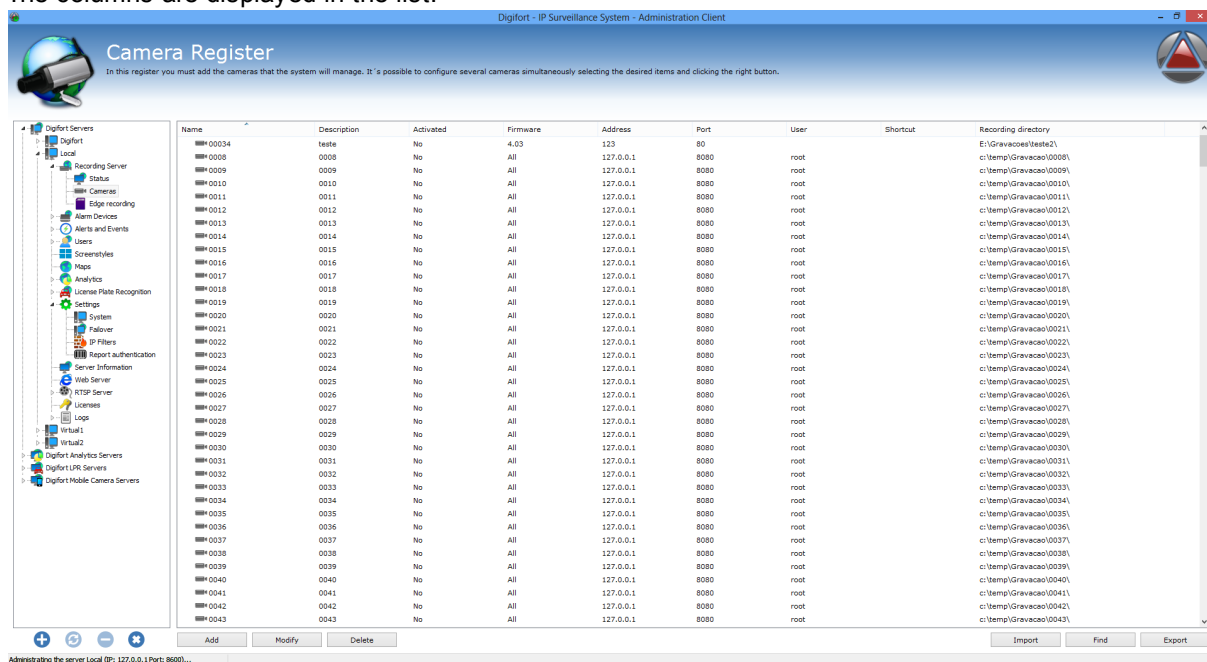 The columns are displayed in the list:
Digifort - IP Surveillance System - Administration Client
Camera Register
In this register you must add the cameras that the system will manage. It´s possible to configure several cameras simultaneously selecting the desired items and clicking the right button.
Digifort Servers
Digifort
Local
Recording Server
Status
Cameras
Edge recording
Alarm Devices
Alerts and Events
Users
Screenstyles
Maps
Analytics
License Plate Recognition
Settings
System
Failover
IP Filters
Report authentication
Server Information
Web Server
RTSP Server
Licenses
Logs
Virtual1
Virtual2
Digifort Analytics Servers
Digifort LPR Servers
Digifort Mobile Camera Servers
Name Description Activated Firmware Address Port User Shortcut Recording directory
00034 teste No 4.03 123 80 E:\Gravacoes\teste2\
0008 0008 No All 127.0.0.1 8080 root c:\temp\Gravacao\0008\
0009 0009 No All 127.0.0.1 8080 root c:\temp\Gravacao\0009\
0010 0010 No All 127.0.0.1 8080 root c:\temp\Gravacao\0010\
0011 0011 No All 127.0.0.1 8080 root c:\temp\Gravacao\0011\
0012 0012 No All 127.0.0.1 8080 root c:\temp\Gravacao\0012\
0013 0013 No All 127.0.0.1 8080 root c:\temp\Gravacao\0013\
0014 0014 No All 127.0.0.1 8080 root c:\temp\Gravacao\0014\
0015 0015 No All 127.0.0.1 8080 root c:\temp\Gravacao\0015\
0016 0016 No All 127.0.0.1 8080 root c:\temp\Gravacao\0016\
0017 0017 No All 127.0.0.1 8080 root c:\temp\Gravacao\0017\
0018 0018 No All 127.0.0.1 8080 root c:\temp\Gravacao\0018\
0019 0019 No All 127.0.0.1 8080 root c:\temp\Gravacao\0019\
0020 0020 No All 127.0.0.1 8080 root c:\temp\Gravacao\0020\
0021 0021 No All 127.0.0.1 8080 root c:\temp\Gravacao\0021\
0022 0022 No All 127.0.0.1 8080 root c:\temp\Gravacao\0022\
0023 0023 No All 127.0.0.1 8080 root c:\temp\Gravacao\0023\
0024 0024 No All 127.0.0.1 8080 root c:\temp\Gravacao\0024\
0025 0025 No All 127.0.0.1 8080 root c:\temp\Gravacao\0025\
0026 0026 No All 127.0.0.1 8080 root c:\temp\Gravacao\0026\
0027 0027 No All 127.0.0.1 8080 root c:\temp\Gravacao\0027\
0028 0028 No All 127.0.0.1 8080 root c:\temp\Gravacao\0028\
0029 0029 No All 127.0.0.1 8080 root c:\temp\Gravacao\0029\
0030 0030 No All 127.0.0.1 8080 root c:\temp\Gravacao\0030\
0031 0031 No All 127.0.0.1 8080 root c:\temp\Gravacao\0031\
0032 0032 No All 127.0.0.1 8080 root c:\temp\Gravacao\0032\
0033 0033 No All 127.0.0.1 8080 root c:\temp\Gravacao\0033\
0034 0034 No All 127.0.0.1 8080 root c:\temp\Gravacao\0034\
0035 0035 No All 127.0.0.1 8080 root c:\temp\Gravacao\0035\
0036 0036 No All 127.0.0.1 8080 root c:\temp\Gravacao\0036\
0037 0037 No All 127.0.0.1 8080 root c:\temp\Gravacao\0037\
0038 0038 No All 127.0.0.1 8080 root c:\temp\Gravacao\0038\
0039 0039 No All 127.0.0.1 8080 root c:\temp\Gravacao\0039\
0040 0040 No All 127.0.0.1 8080 root c:\temp\Gravacao\0040\
0041 0041 No All 127.0.0.1 8080 root c:\temp\Gravacao\0041\
0042 0042 No All 127.0.0.1 8080 root c:\temp\Gravacao\0042\
0043 0043 No All 127.0.0.1 8080 root c:\temp\Gravacao\0043\
Add Modify Delete Import Find Export
Administrating the server Local (IP: 127.0.0.1 Port: 8600)...